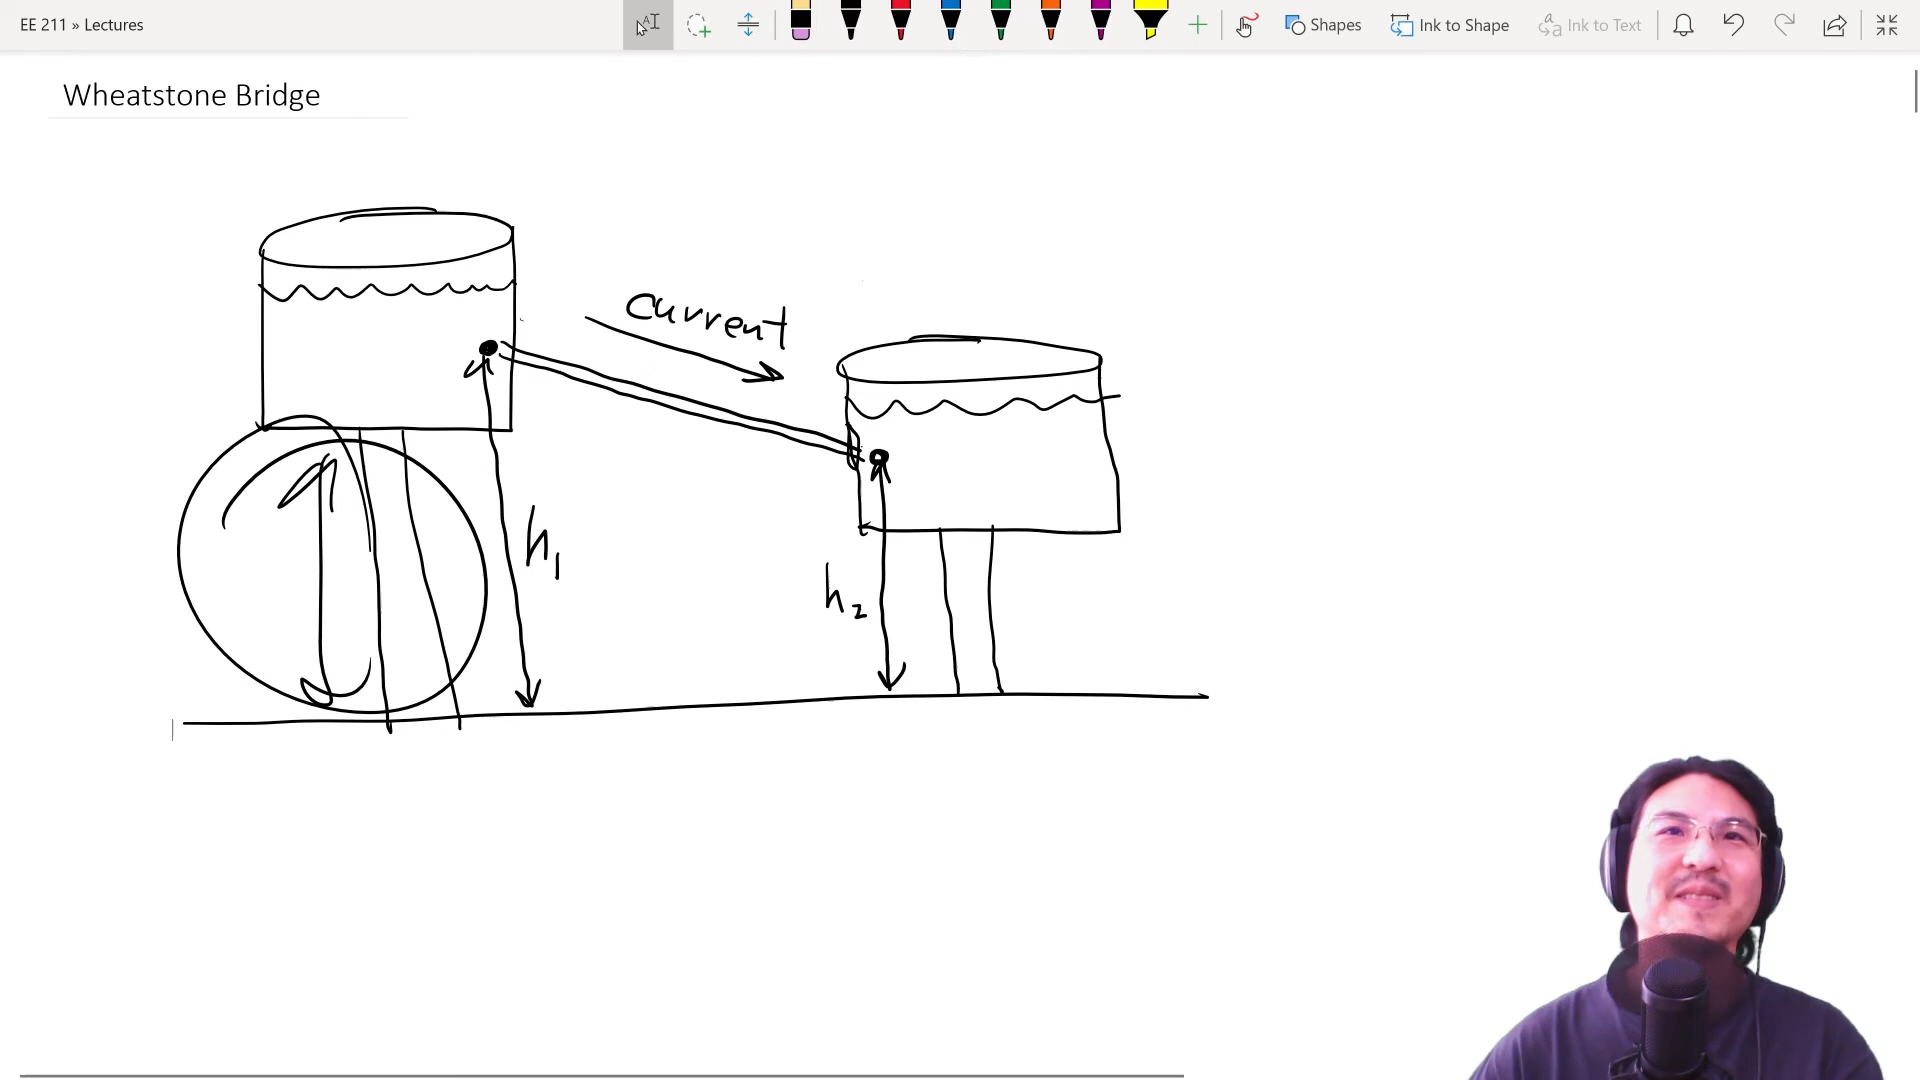 EE 211 » Lectures
Shapes
Ink to Shape
Ink to Text
Wheatstone Bridge
current
h1
h2